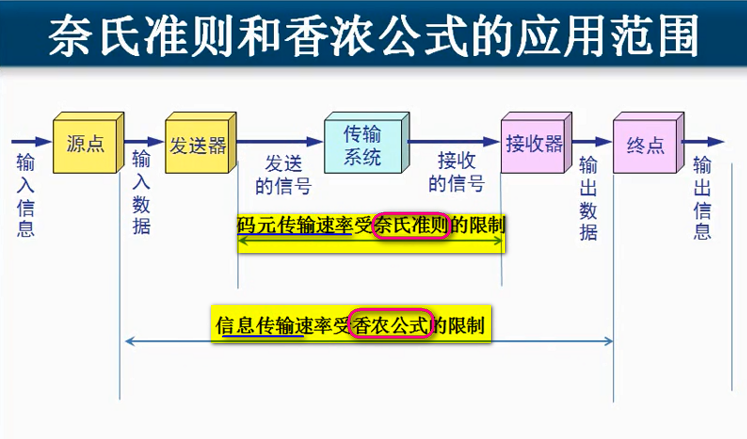 奈氏准则和香浓公式的应用范围
源点
发送器
传输
系统
接收器
终点
输入信息
输入数据
发送
的信号
接收
的信号
输出数据
输出信息
码元传输速率受奈氏准则的限制
信息传输速率受香农公式的限制